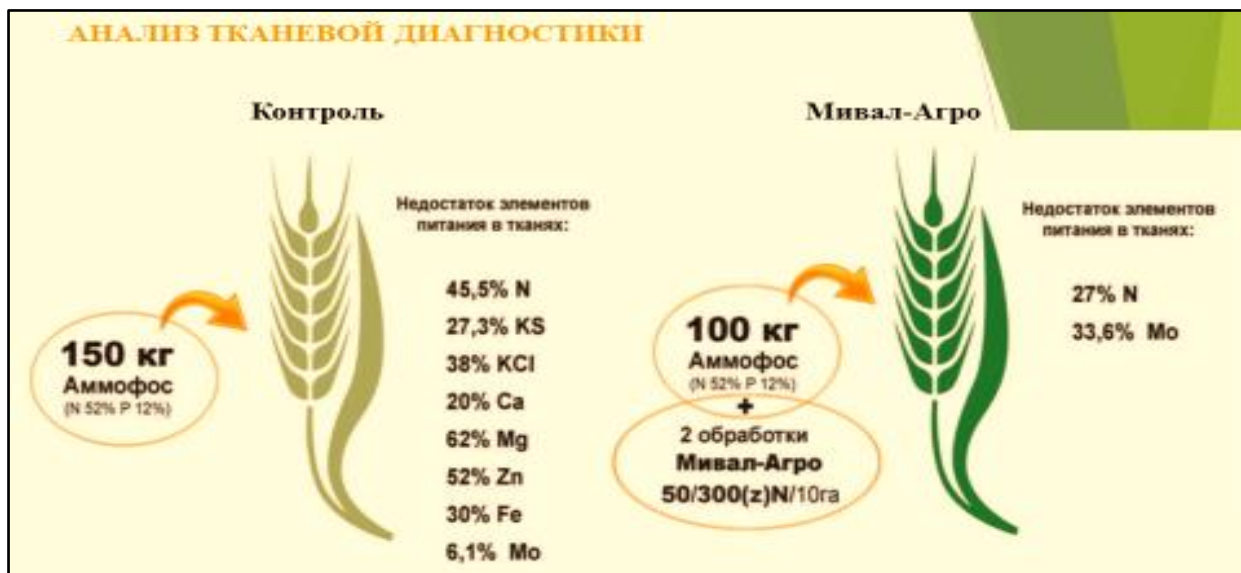 АНАЛИЗ ТКАНЕВОЙ ДИАГНОСТИКИ
Контроль
Недостаток элементов
питания в тканях:
150 кг
Аммофос
(N 52% P 12%)
45,5% N
27,3% KS
38% KCl
20% Ca
62% Mg
52% Zn
30% Fe
6,1% Mo
Мивал-Агро
Недостаток элементов
питания в тканях:
100 кг
Аммофос
(N 52% P 12%)
+
2 обработки
Мивал-Агро
50/300(z)N/10га
27% N
33,6% Mo